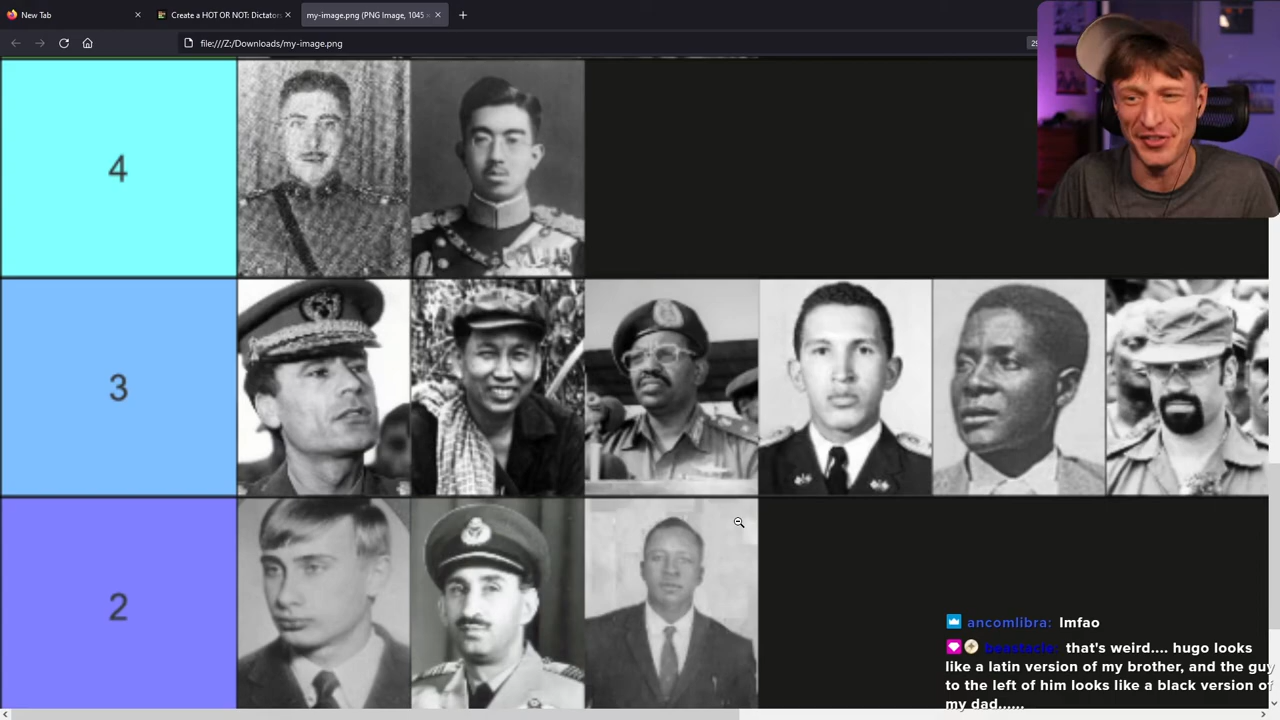 New Tab
Create a HOT OR NOT: Dictator
my-image.png (PNG Image, 1045
file:///Z:/Downloads/my-image.png
4
3
2
ancomlibra: lmfao
that's weird.... hugo looks
like a latin version of my brother, and the guy
to the left of him looks like a black version of
my dad......